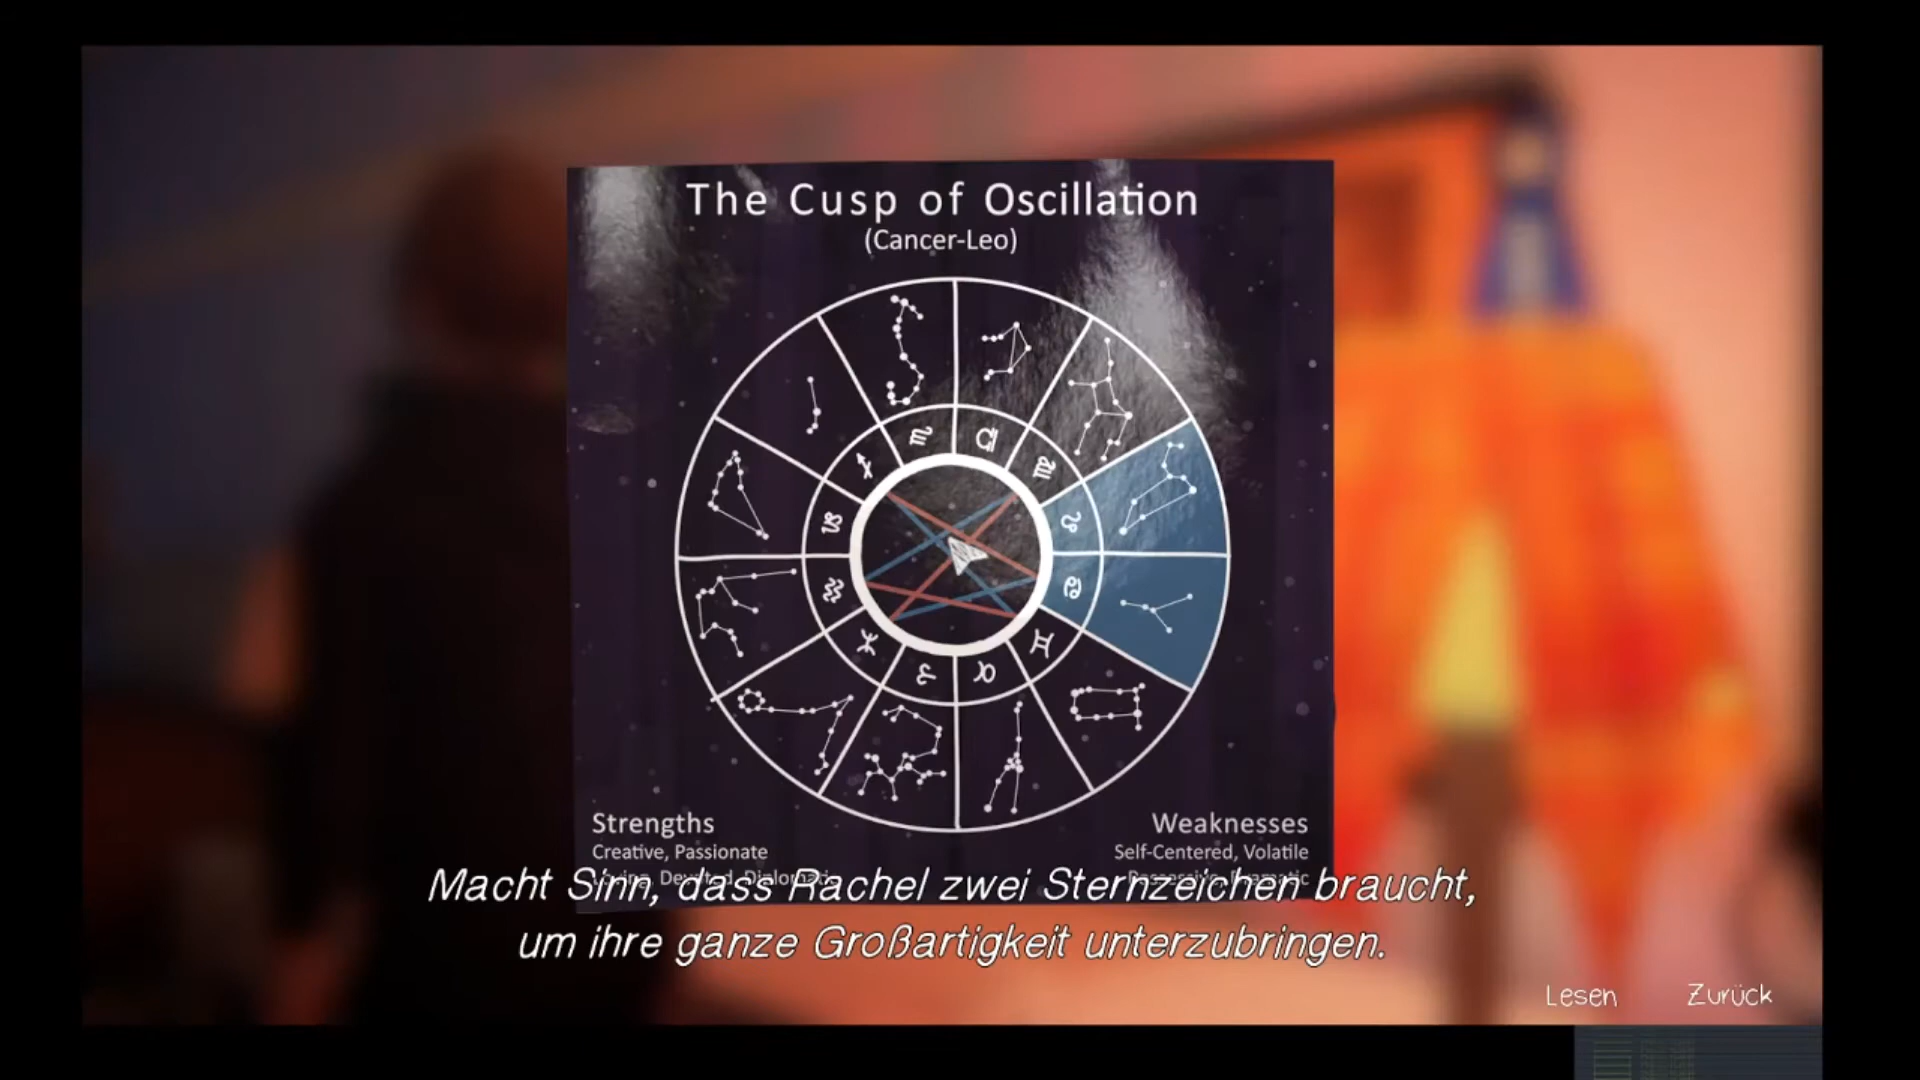 The Cusp of Oscillation
(Cancer-Leo)
Strengths
Creative, Passionate
Weaknesses
Self-Centered, Volatile
Macht Sinn, dass Rachel zwei Sternzeichen braucht,
um ihre ganze Großartigkeit unterzubringen.
Lesen
Zurück